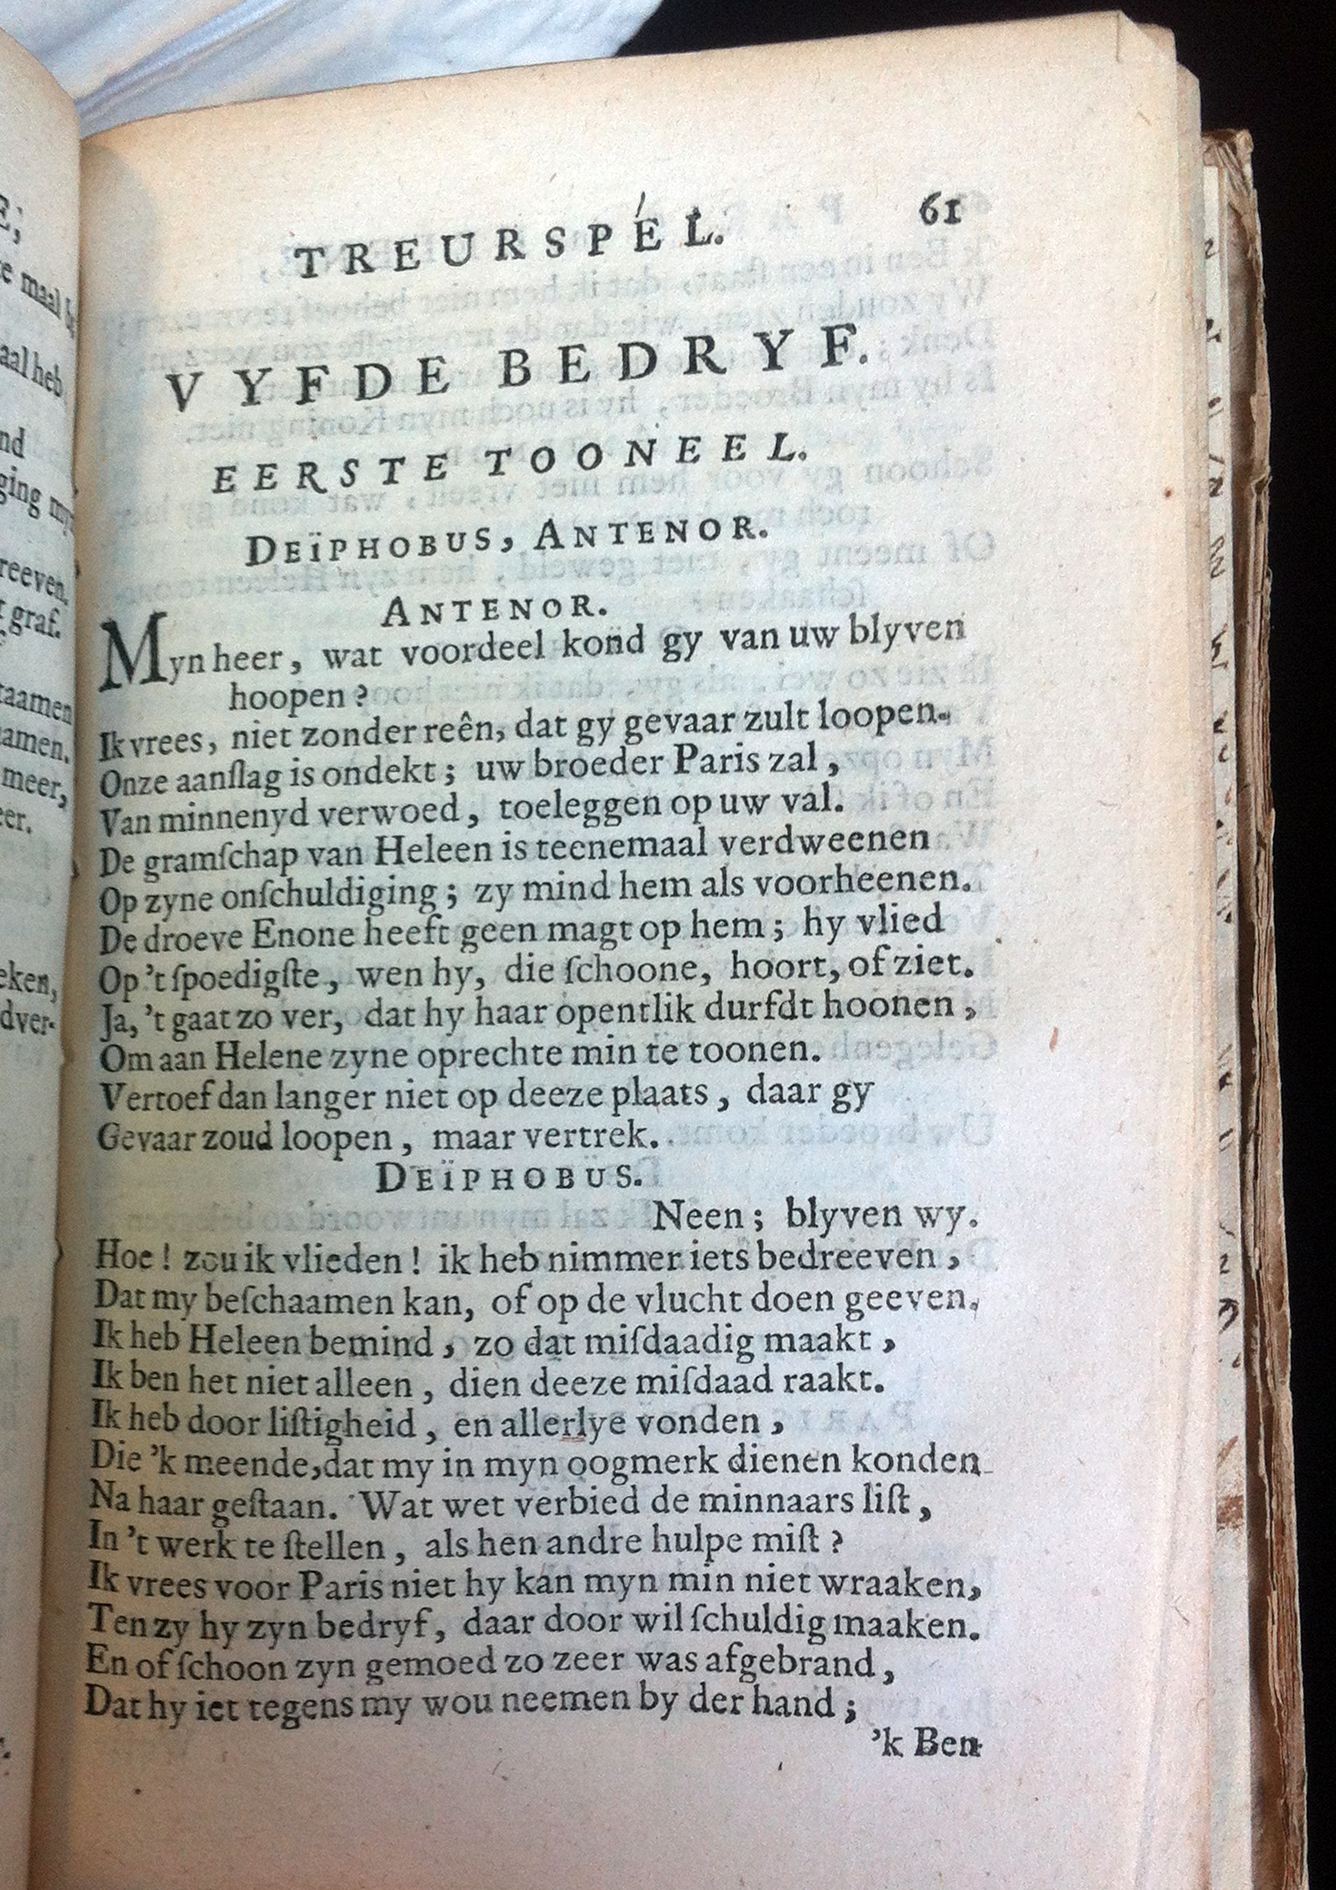 TREURSPEL. 61
VYFDE BEDRYF.
EERSTE TOONEEL.
DEÏPHOBUS, ANTENOR.
ANTENOR.
Mynheer, wat voordeel kond gy van uw blyven
hoopen?
Ik vrees, niet zonder reên, dat gy gevaar zult loopen.
Onze aanſlag is ondekt; uw broeder Paris zal,
Van minnenyd verwoed, toeleggen op uw val.
De gramſchap van Heleen is teenemaal verdweenen
Op zyne onſchuldiging; zy mind hem als voorheenen.
De droeve Enone heeft geen magt op hem; hy vlied
Op 't ſpoedigſte, wen hy, die ſchoone, hoort, of ziet.
Ja, 't gaat zo ver, dat hy haar opentlik durfdt hoonen,
Om aan Helene zyne oprechte min te toonen.
Vertoef dan langer niet op deeze plaats, daar gy
Gevaar zoud loopen, maar vertrek.
DEÏPHOBUS.
Neen; blyven wy.
Hoe! zou ik vlieden! ik heb nimmer iets bedreeven,
Dat my beſchaamen kan, of op de vlucht doen geeven.
Ik heb Heleen bemind, zo dat miſdaadig maakt,
Ik ben het niet alleen, dien deeze miſdaad raakt.
Ik heb door liſtigheid, en allerlye vonden,
Die 'k meende, dat my in myn oogmerk dienen konden
Na haar geſtaan. Wat wet verbied de minnaars liſt,
In 't werk te ſtellen, als hen andre hulpe miſt?
Ik vrees voor Paris niet hy kan myn min niet wraaken,
Ten zy hy zyn bedryf, daar door wil ſchuldig maaken.
En of ſchoon zyn gemoed zo zeer was afgebrand,
Dat hy iet tegens my wou neemen by der hand;
'k Ben